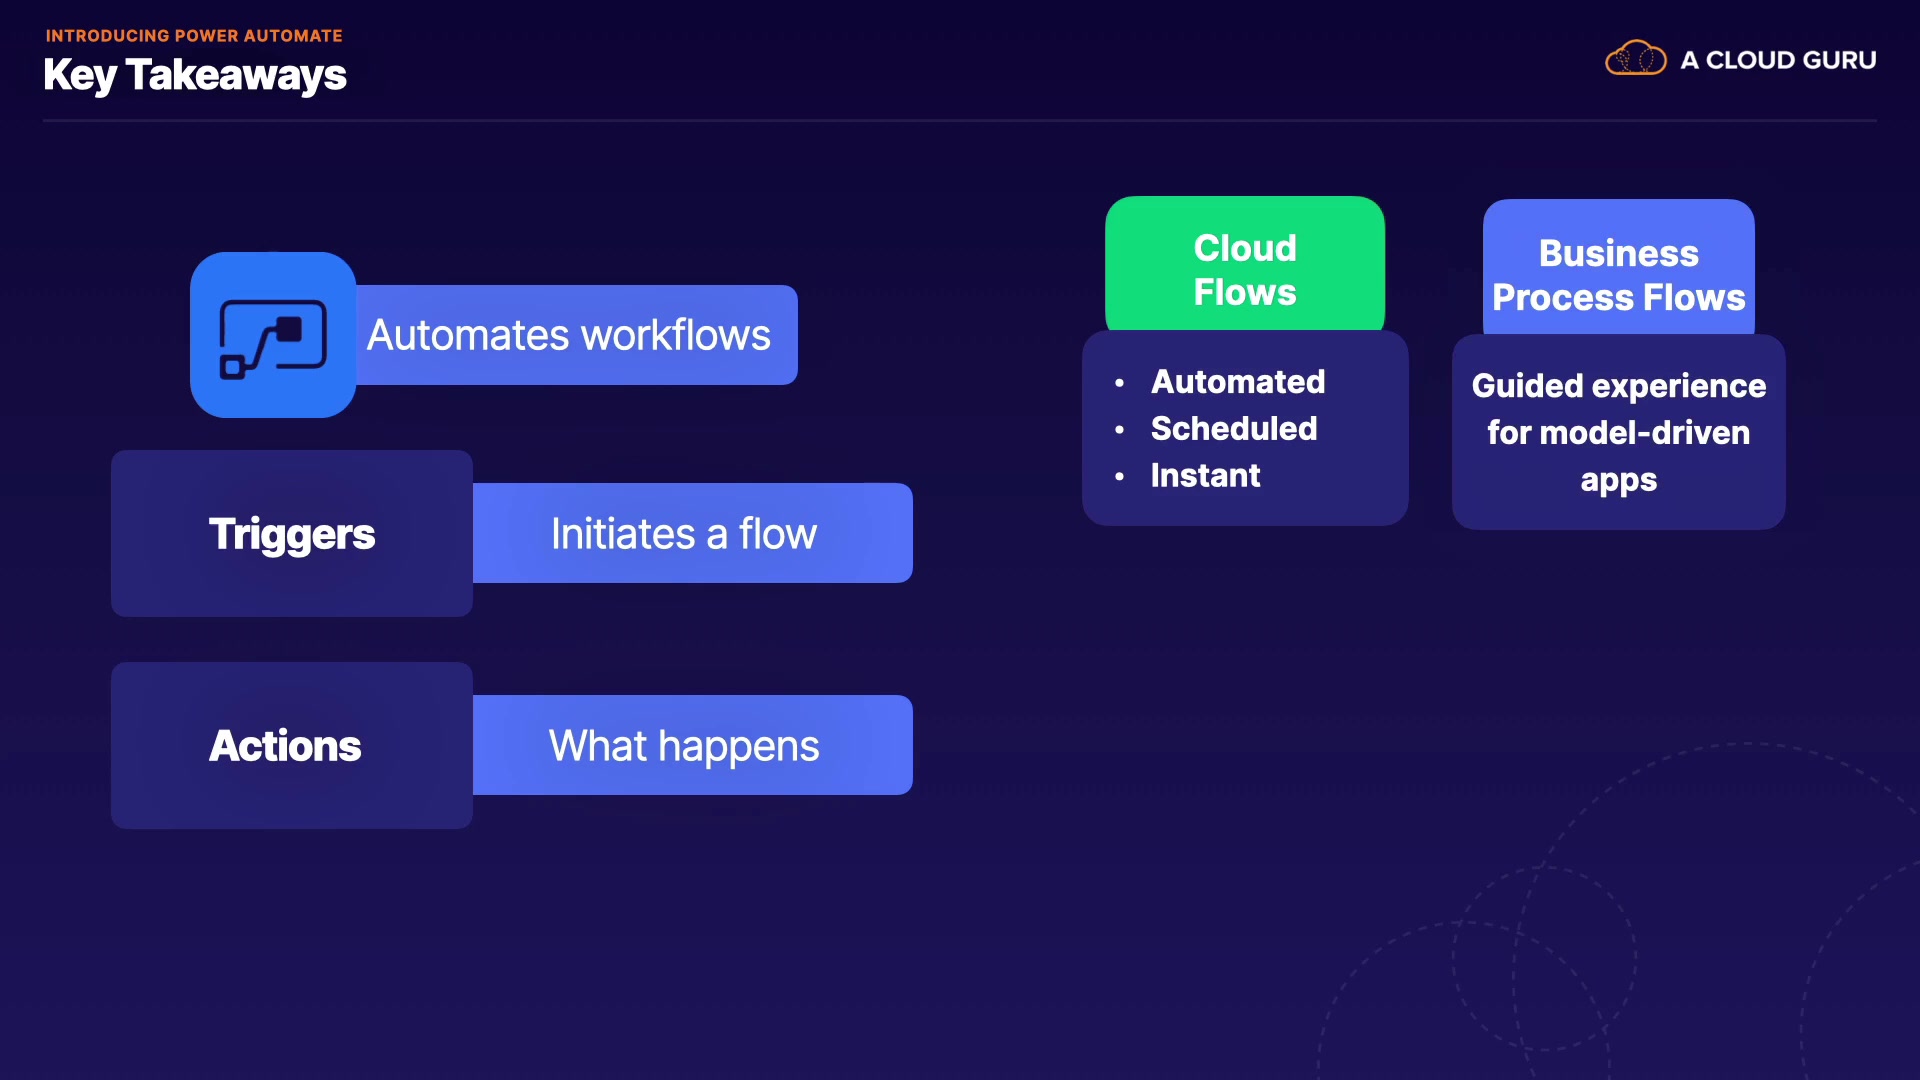 INTRODUCING POWER AUTOMATE
Key Takeaways
A CLOUD GURU
Automates workflows
Triggers
Initiates a flow
Actions
What happens
Cloud
Flows
• Automated
• Scheduled
• Instant
Business
Process Flows
Guided experience
for model-driven
apps